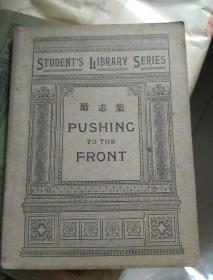 STUDENT'S LIBRARY SERIES
勵志集
PUSHING
TO THE
FRONT